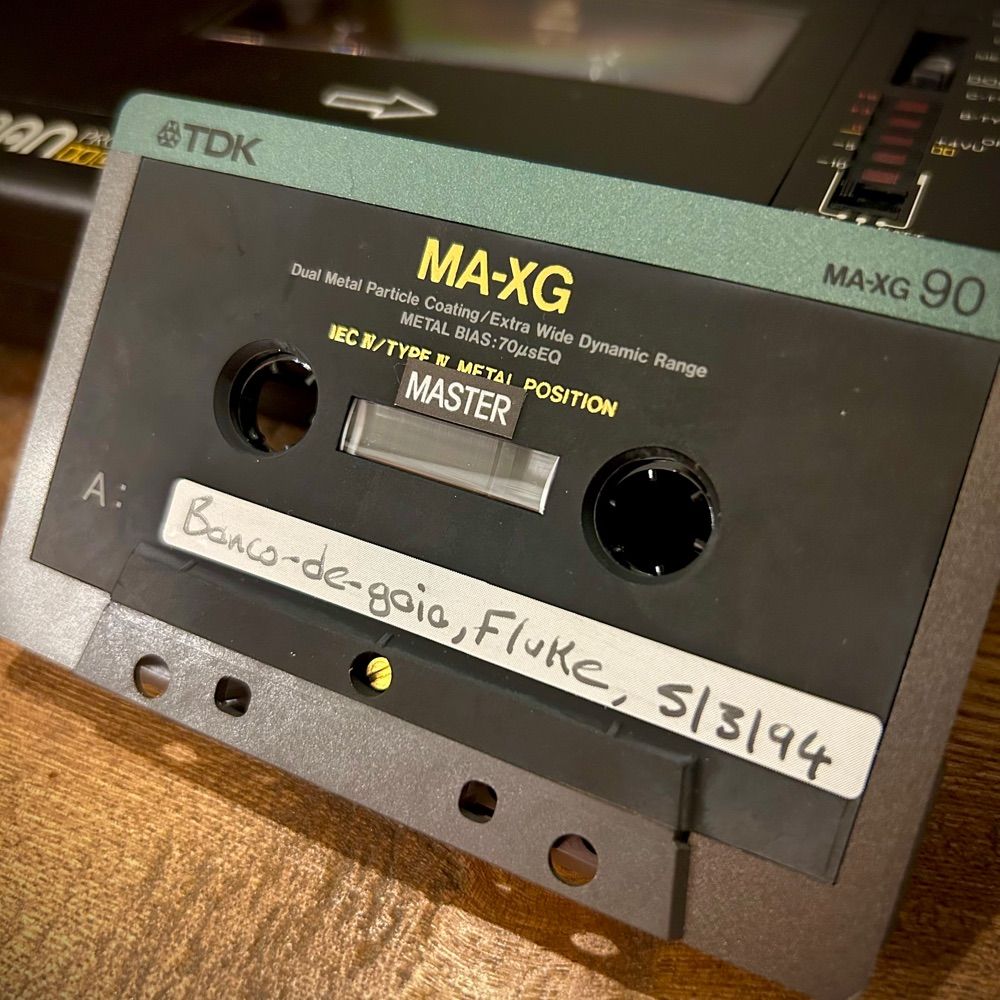 TDK
MA-XG 90
MA-XG
Dual Metal Particle Coating/Extra Wide Dynamic Range
METAL BIAS:70µsEQ
IEC IV/TYPE IV METAL POSITION
MASTER
A:
Banco-de-gaia, Fluke, 5/3/94